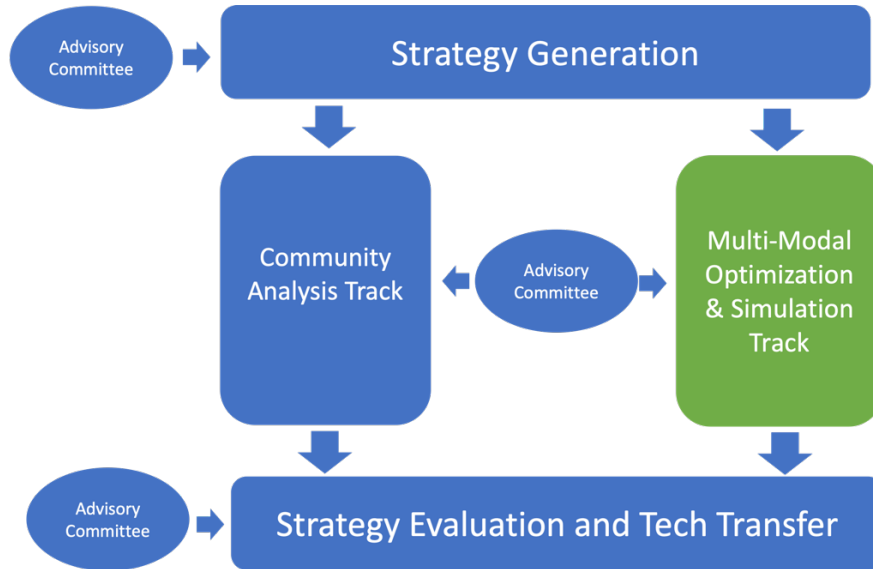 Advisory
Committee
Strategy Generation
Community
Analysis Track
Advisory
Committee
Multi-Modal
Optimization
& Simulation
Track
Advisory
Committee
Strategy Evaluation and Tech Transfer